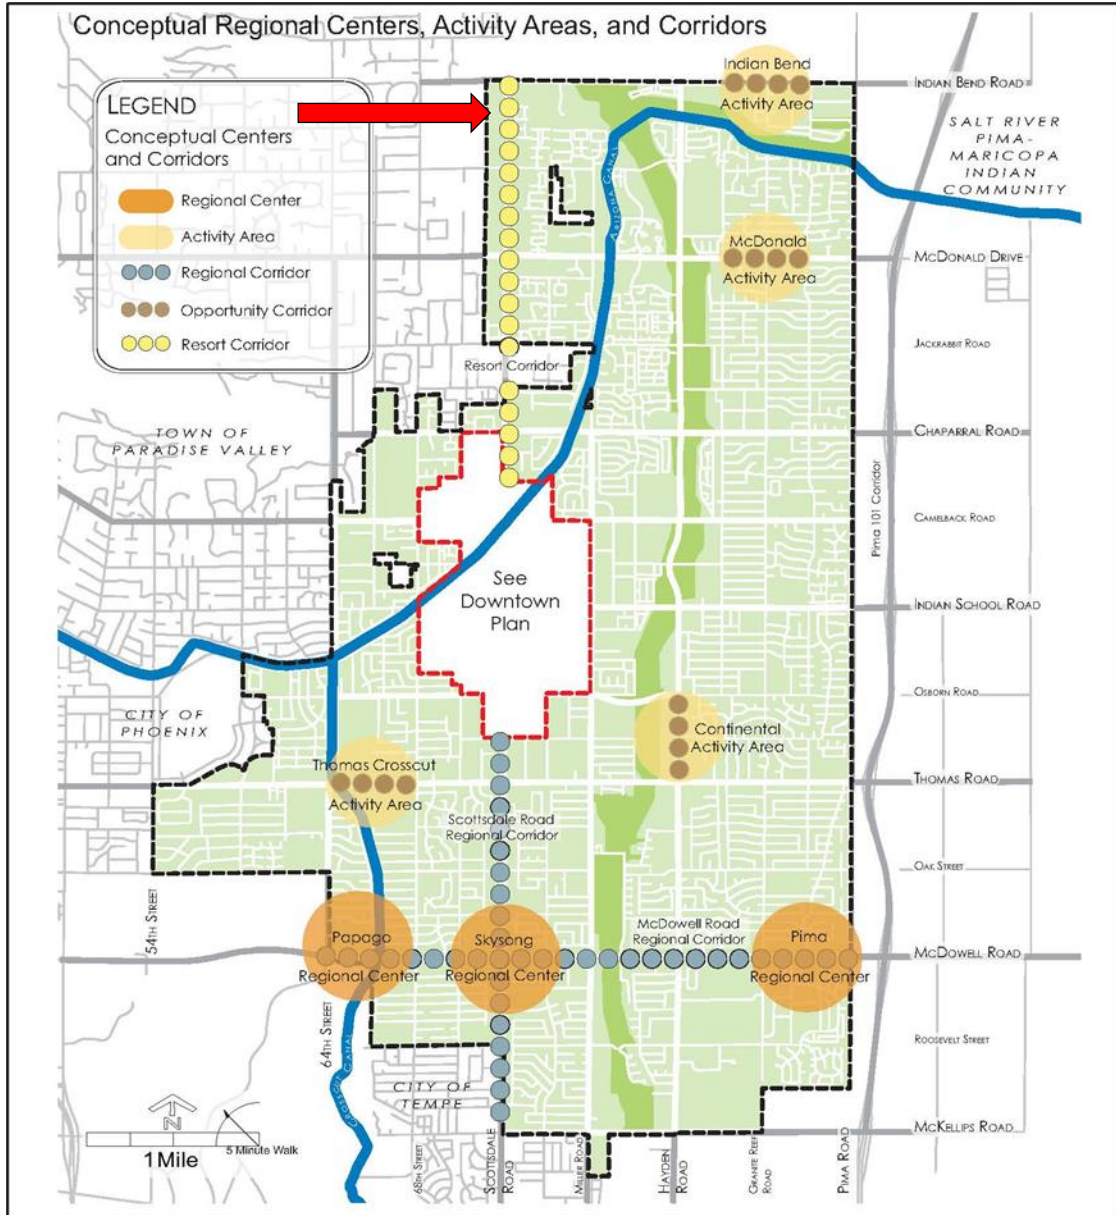 Conceptual Regional Centers, Activity Areas, and Corridors
LEGEND
Conceptual Centers
and Corridors
Regional Center
Activity Area
Regional Corridor
Opportunity Corridor
Resort Corridor
Indian Bend
Activity Area
INDIAN BEND ROAD
SALT RIVER
PIMA-
MARICOPA
INDIAN
COMMUNITY
ARIZONA CANAL
McDonald
Activity Area
MCDONALD DRIVE
JACKRABBIT ROAD
Resort Corridor
TOWN OF
PARADISE VALLEY
CHAPARRAL ROAD
Pima 101 Corridor
CAMELBACK ROAD
See
Downtown
Plan
INDIAN SCHOOL ROAD
OSBORN ROAD
CITY OF
PHOENIX
Continental
Activity Area
Thomas Crosscut
Activity Area
THOMAS ROAD
Scottsdale Road
Regional Corridor
OAK STREET
54TH STREET
McDowell Road
Regional Corridor
Papago
Regional Center
Skysong
Regional Center
Pima
Regional Center
MCDOWELL ROAD
64TH STREET
CROSSCUT CANAL
ROOSEVELT STREET
CITY OF
TEMPE
N
1 Mile
5 Minute Walk
MCKELLIPS ROAD
68TH STREET
SCOTTSDALE
ROAD
MILLER ROAD
HAYDEN
ROAD
GRANITE REEF
ROAD
PIMA ROAD